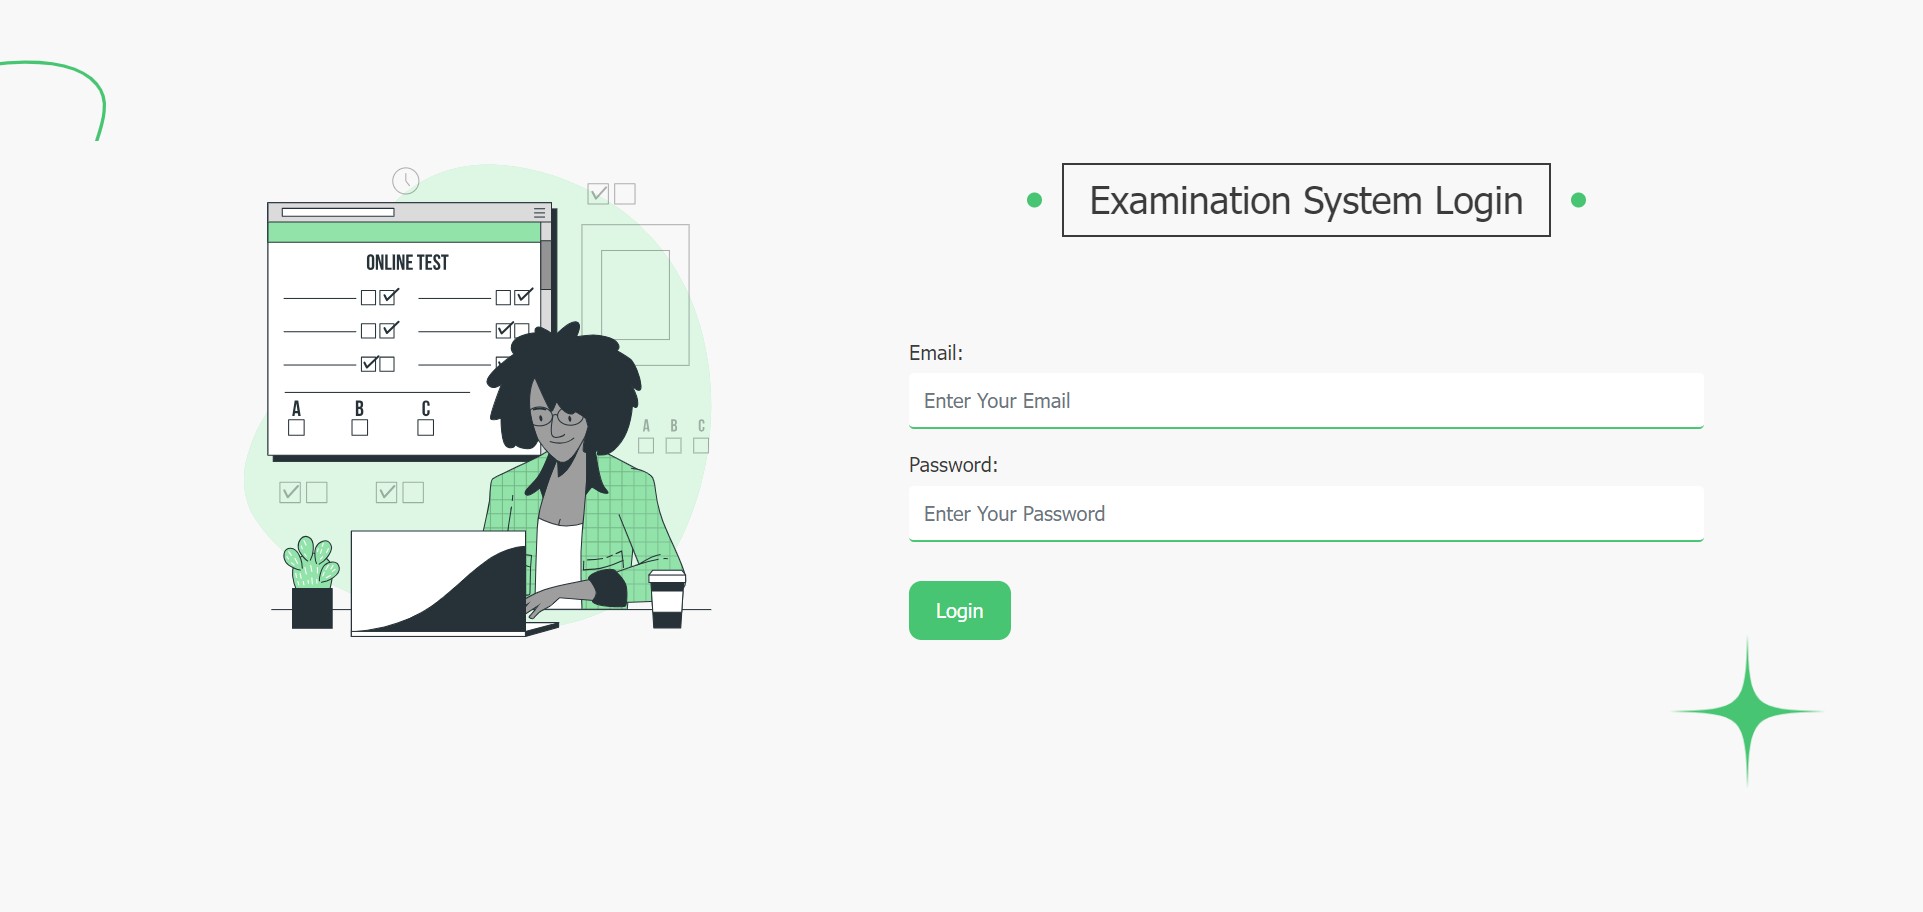 Examination System Login
ONLINE TEST
A B C
A B C
Email:
Enter Your Email
Password:
Enter Your Password
Login